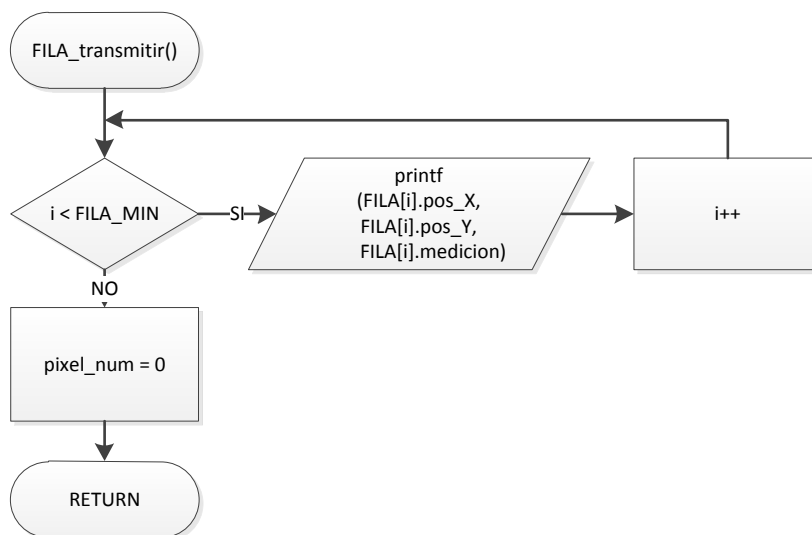 FILA_transmitir()
i < FILA_MIN
SI
printf
(FILA[i].pos_X,
FILA[i].pos_Y,
FILA[i].medicion)
i++
NO
pixel_num = 0
RETURN